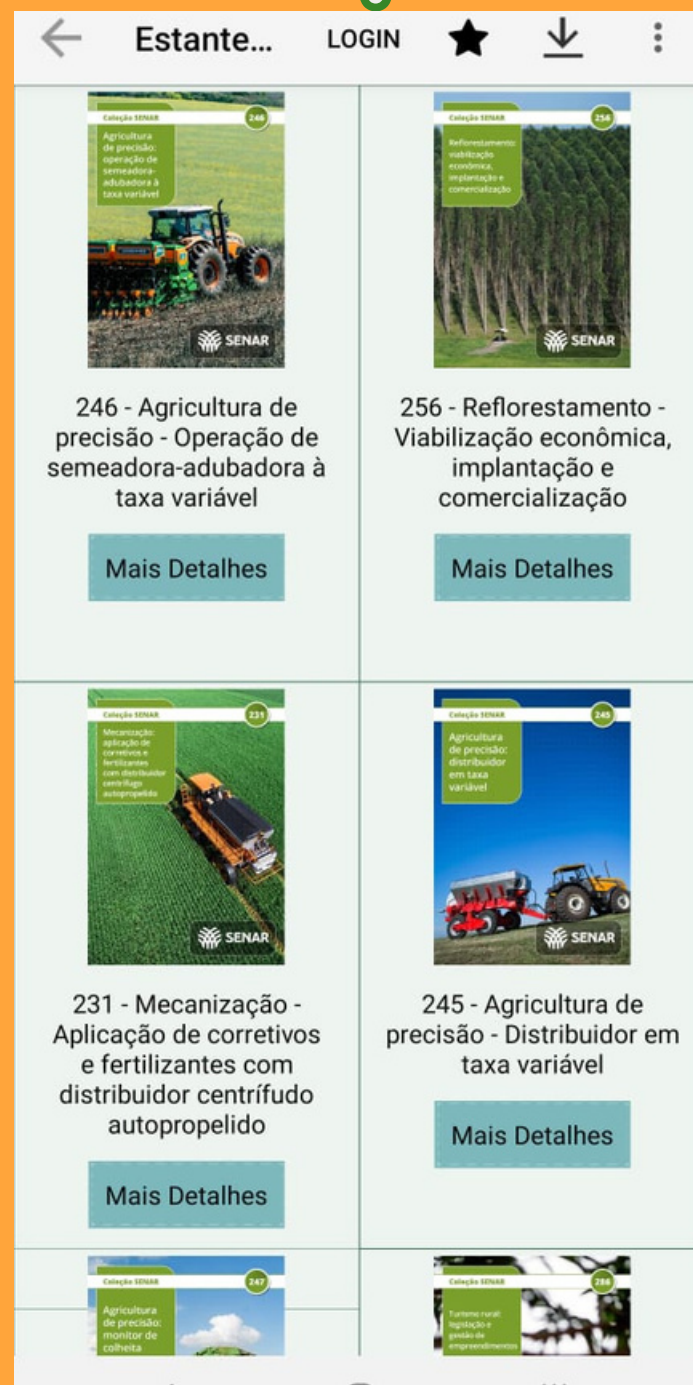 Estante...
LOGIN
Coleção SENAR
246
Agricultura
de precisão:
operação de
semeadora-
adubadora à
taxa variável
SENAR
246 - Agricultura de
precisão - Operação de
semeadora-adubadora à
taxa variável
Mais Detalhes
Coleção SENAR
256
Reflorestamento:
viabilização
econômica,
implantação e
comercialização
SENAR
256 - Reflorestamento -
Viabilização econômica,
implantação e
comercialização
Mais Detalhes
Coleção SENAR
231
Mecanização:
aplicação de
corretivos e
fertilizantes
com distribuidor
centrífugo
autopropelido
SENAR
231 - Mecanização -
Aplicação de corretivos
e fertilizantes com
distribuidor centrífudo
autopropelido
Mais Detalhes
Coleção SENAR
245
Agricultura
de precisão:
distribuidor
em taxa
variável
SENAR
245 - Agricultura de
precisão - Distribuidor em
taxa variável
Mais Detalhes
Coleção SENAR
247
Agricultura
de precisão:
monitor de
colheita
Coleção SENAR
286
Turismo rural:
legislação e
gestão de
empreendimentos